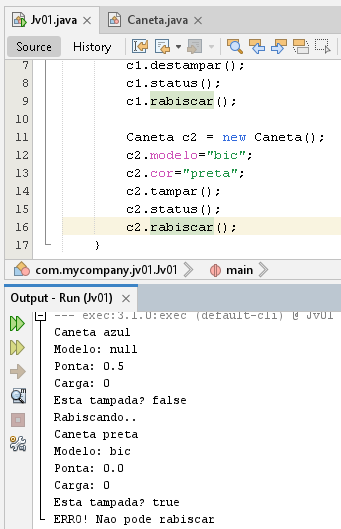 Jv01.java × Caneta.java ×
Source History
7 c1.destampar();
8 c1.status();
9 c1.rabiscar();
10
11 Caneta c2 = new Caneta();
12 c2.modelo="bic";
13 c2.cor="preta";
14 c2.tampar();
15 c2.status();
16 c2.rabiscar();
17 }
com.mycompany.jv01.Jv01 main
Output - Run (Jv01) ×
--- exec:3.1.0:exec (default-cli) @ Jv01
Caneta azul
Modelo: null
Ponta: 0.5
Carga: 0
Esta tampada? false
Rabiscando..
Caneta preta
Modelo: bic
Ponta: 0.0
Carga: 0
Esta tampada? true
ERRO! Nao pode rabiscar